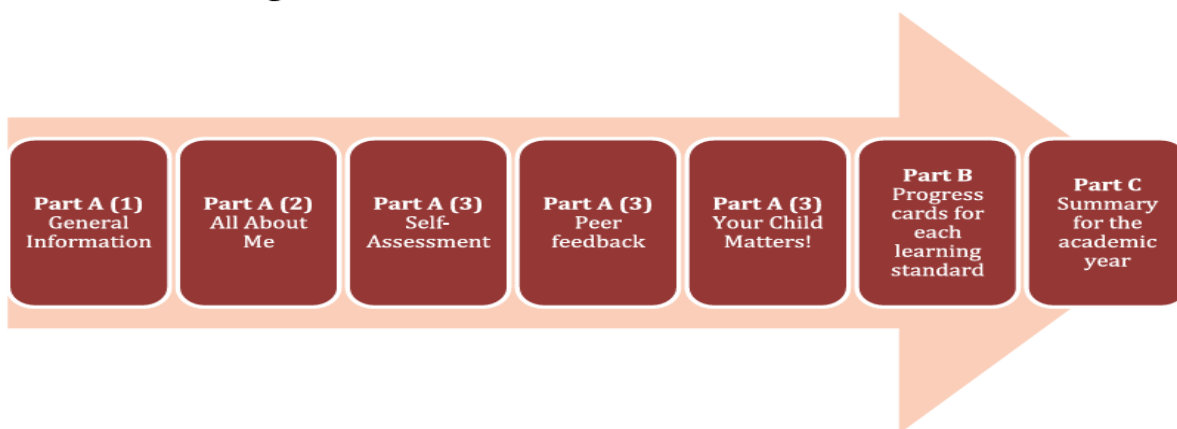 Part A (1)
General
Information
Part A (2)
All About
Me
Part A (3)
Self-
Assessment
Part A (3)
Peer
feedback
Part A (3)
Your Child
Matters!
Part B
Progress
cards for
each
learning
standard
Part C
Summary
for the
academic
year